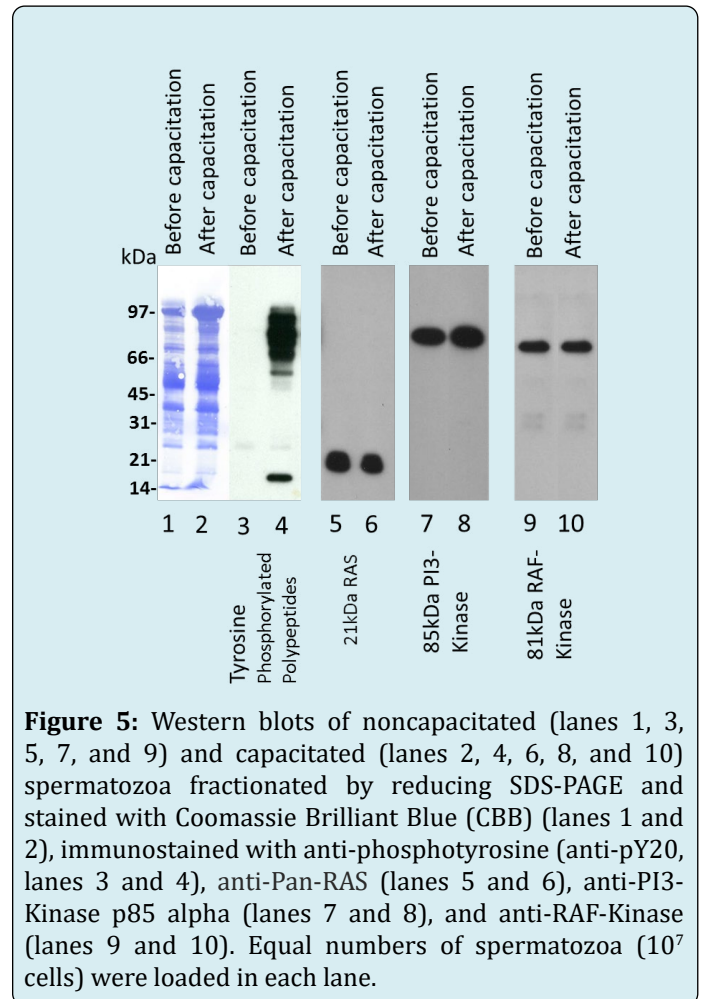 Before capacitation
After capacitation
Before capacitation
After capacitation
Before capacitation
After capacitation
Before capacitation
After capacitation
Before capacitation
After capacitation
kDa
97-
66-
45-
31-
21-
14-
1 2 3 4 5 6 7 8 9 10
Tyrosine
Phosphorylated
Polypeptides
21kDa RAS
85kDa PI3-
Kinase
81kDa RAF-
Kinase
Figure 5: Western blots of noncapacitated (lanes 1, 3,
5, 7, and 9) and capacitated (lanes 2, 4, 6, 8, and 10)
spermatozoa fractionated by reducing SDS-PAGE and
stained with Coomassie Brilliant Blue (CBB) (lanes 1 and
2), immunostained with anti-phosphotyrosine (anti-pY20,
lanes 3 and 4), anti-Pan-RAS (lanes 5 and 6), anti-PI3-
Kinase p85 alpha (lanes 7 and 8), and anti-RAF-Kinase
(lanes 9 and 10). Equal numbers of spermatozoa (10⁷
cells) were loaded in each lane.